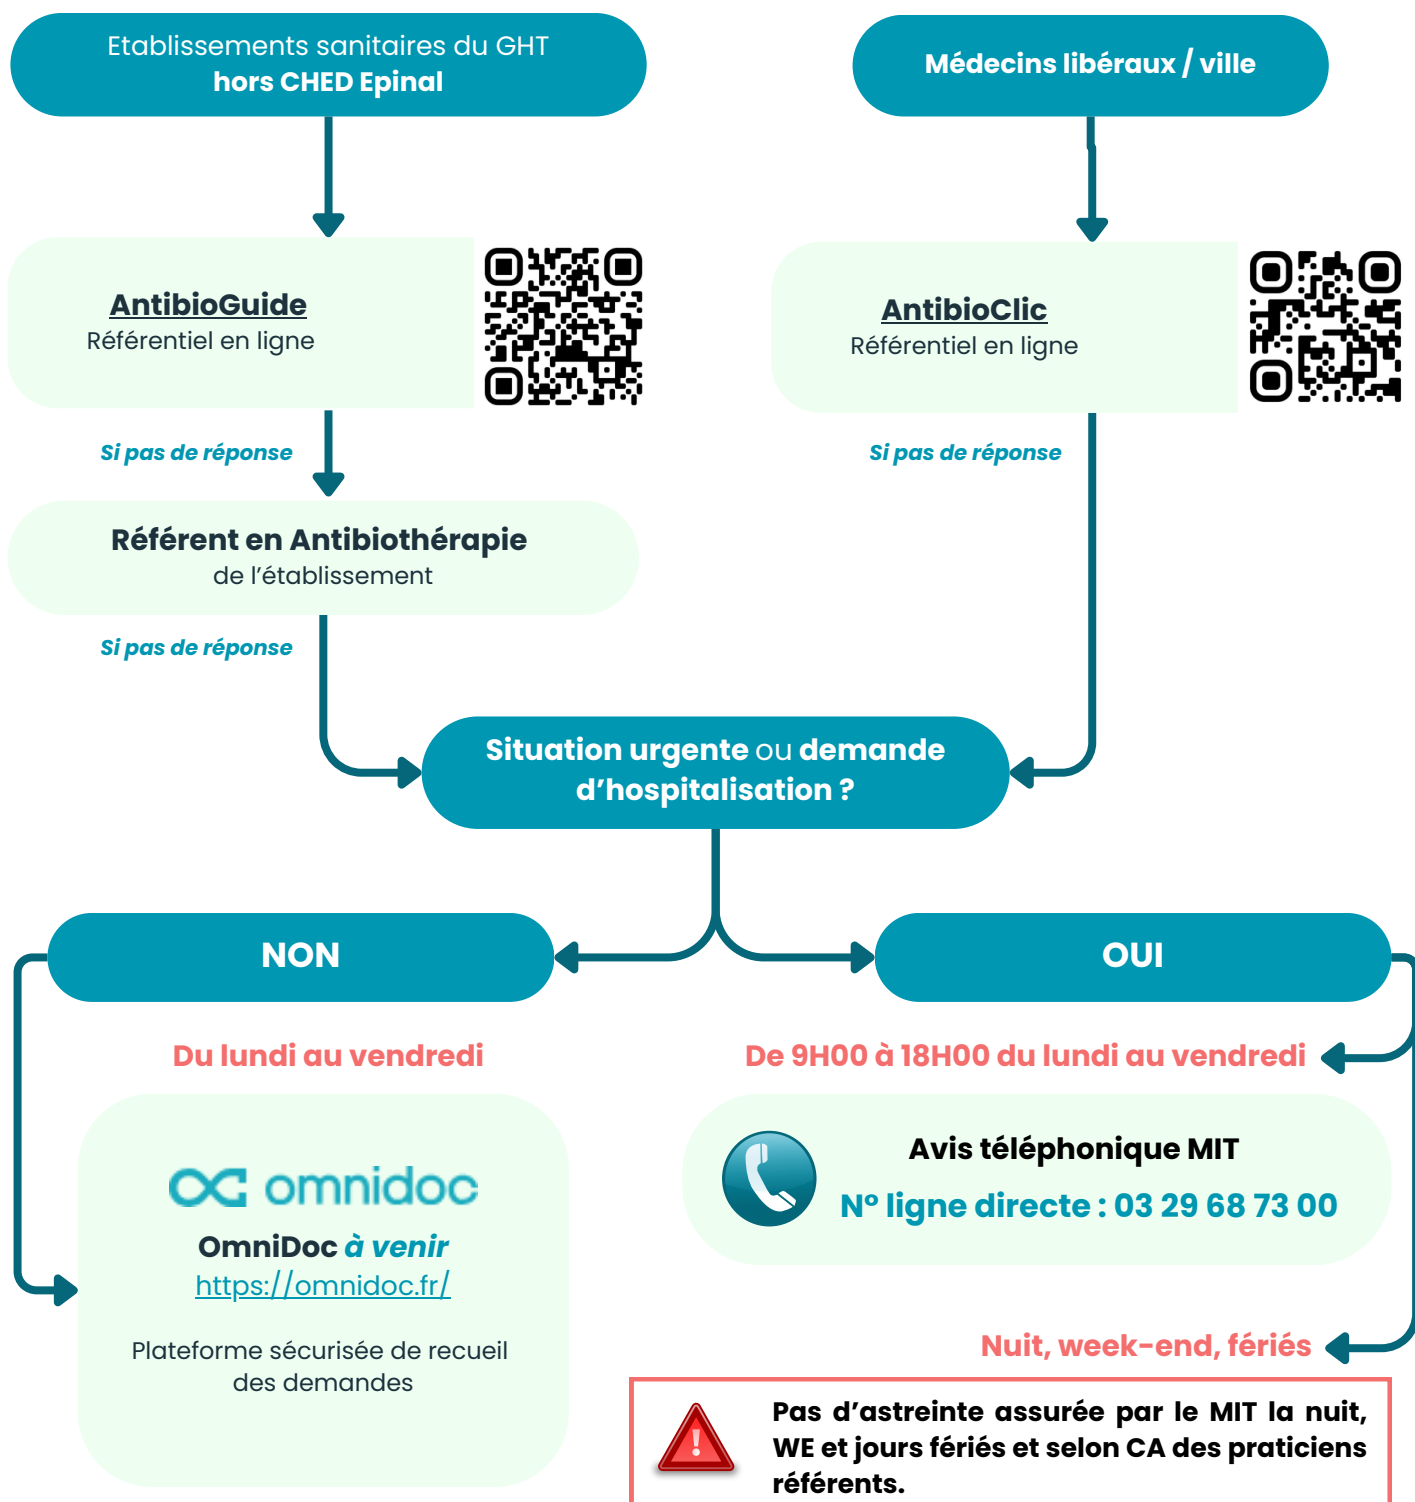 Etablissements sanitaires du GHT
hors CHED Epinal
Médecins libéraux / ville
AntibioGuide
Référentiel en ligne
AntibioClic
Référentiel en ligne
Si pas de réponse
Si pas de réponse
Référent en Antibiothérapie
de l’établissement
Si pas de réponse
Situation urgente ou demande
d’hospitalisation ?
NON
OUI
Du lundi au vendredi
omnidoc
OmniDoc à venir
https://omnidoc.fr/
Plateforme sécurisée de recueil
des demandes
De 9H00 à 18H00 du lundi au vendredi
Avis téléphonique MIT
N° ligne directe : 03 29 68 73 00
Nuit, week-end, fériés
!
Pas d’astreinte assurée par le MIT la nuit,
WE et jours fériés et selon CA des praticiens
référents.